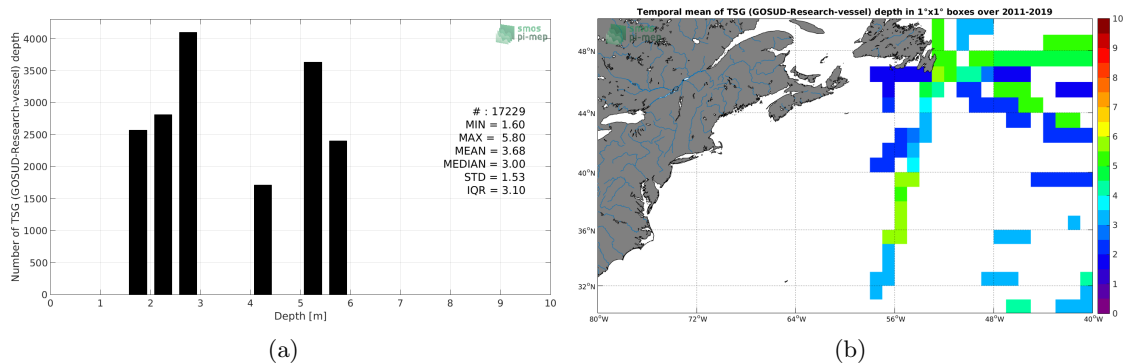 smos
pi-mep
4000
3500
3000
2500
2000
1500
1000
500
0
Number of TSG (GOSUD-Research-vessel) depth
# : 17229
MIN = 1.60
MAX = 5.80
MEAN = 3.68
MEDIAN = 3.00
STD = 1.53
IQR = 3.10
0 1 2 3 4 5 6 7 8 9 10
Depth [m]
(a)
Temporal mean of TSG (GOSUD-Research-vessel) depth in 1°x1° boxes over 2011-2019
smos
pi-mep
48°N
44°N
40°N
36°N
32°N
80°W 72°W 64°W 56°W 48°W 40°W
10
9
8
7
6
5
4
3
2
1
0
(b)